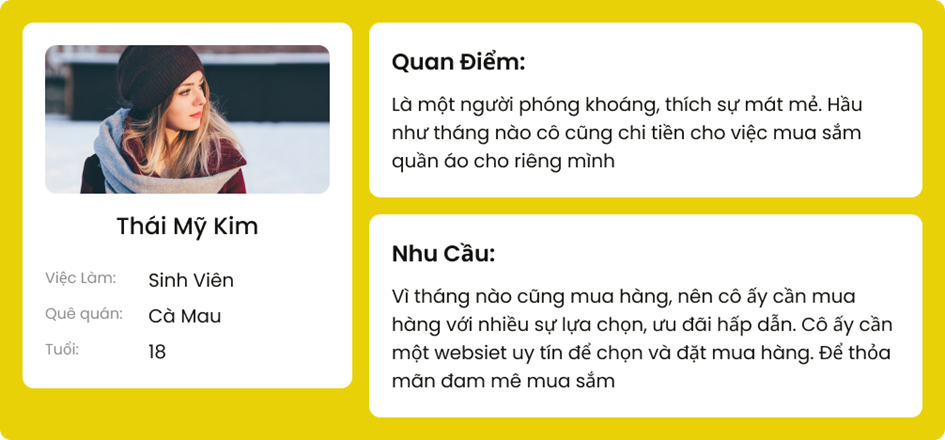 Thái Mỹ Kim
Việc Làm: Sinh Viên
Quê quán: Cà Mau
Tuổi: 18
Quan Điểm:
Là một người phóng khoáng, thích sự mát mẻ. Hầu
như tháng nào cô cũng chi tiền cho việc mua sắm
quần áo cho riêng mình
Nhu Cầu:
Vì tháng nào cũng mua hàng, nên cô ấy cần mua
hàng với nhiều sự lựa chọn, ưu đãi hấp dẫn. Cô ấy cần
một websiet uy tín để chọn và đặt mua hàng. Để thỏa
mãn đam mê mua sắm